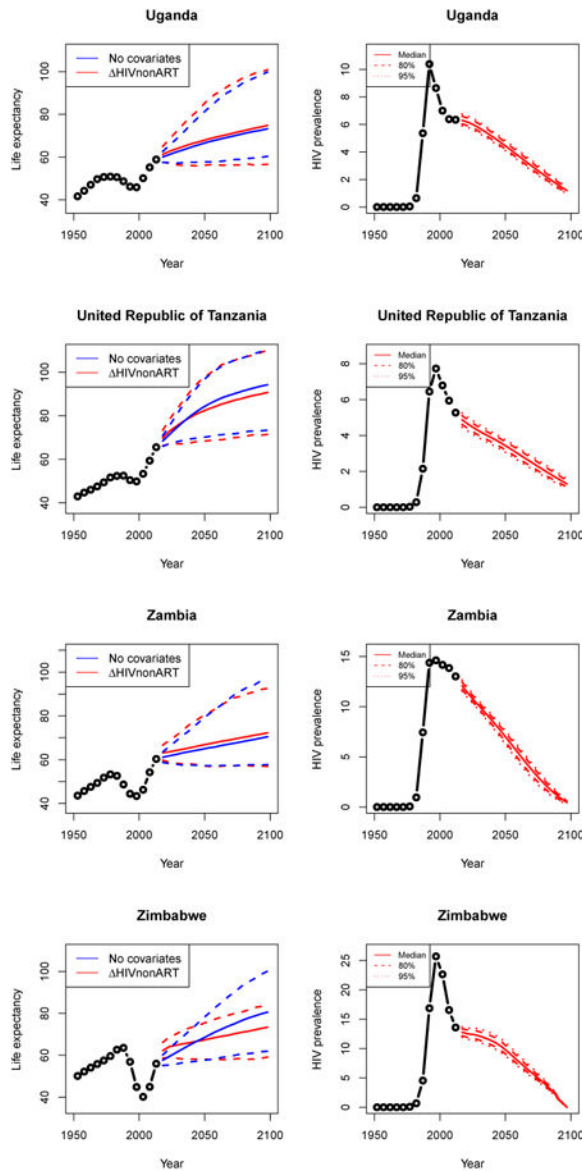 Uganda
Life expectancy
100
80
60
40
No covariates
ΔHIVnonART
1950
2000
2050
2100
Year
Uganda
HIV prevalence
10
8
6
4
2
0
Median
80%
95%
1950
2000
2050
2100
Year
United Republic of Tanzania
Life expectancy
100
80
60
40
No covariates
ΔHIVnonART
1950
2000
2050
2100
Year
United Republic of Tanzania
HIV prevalence
8
6
4
2
0
Median
80%
95%
1950
2000
2050
2100
Year
Zambia
Life expectancy
100
80
60
40
No covariates
ΔHIVnonART
1950
2000
2050
2100
Year
Zambia
HIV prevalence
15
10
5
0
Median
80%
95%
1950
2000
2050
2100
Year
Zimbabwe
Life expectancy
100
80
60
40
No covariates
ΔHIVnonART
1950
2000
2050
2100
Year
Zimbabwe
HIV prevalence
25
20
15
10
5
0
Median
80%
95%
1950
2000
2050
2100
Year